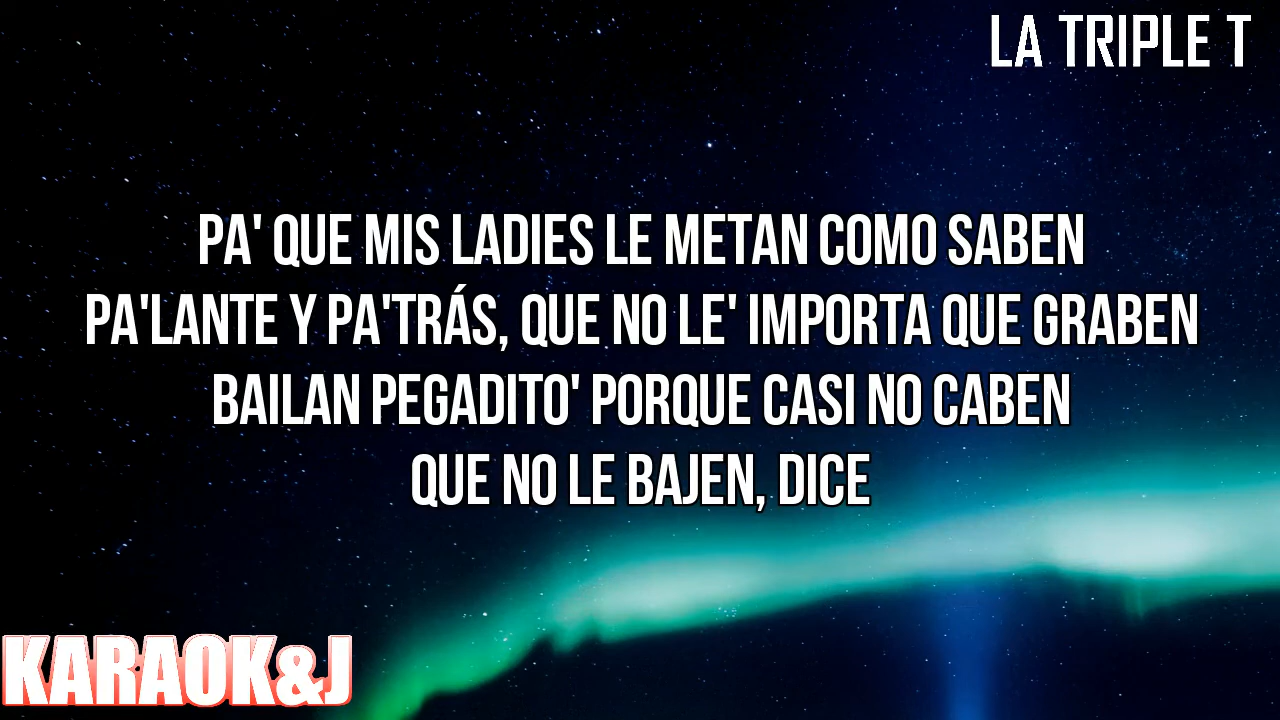 LA TRIPLE T
PA' QUE MIS LADIES LE METAN COMO SABEN
PA'LANTE Y PA'TRÁS, QUE NO LE' IMPORTA QUE GRABEN
BAILAN PEGADITO' PORQUE CASI NO CABEN
QUE NO LE BAJEN, DICE
KARAOK&J